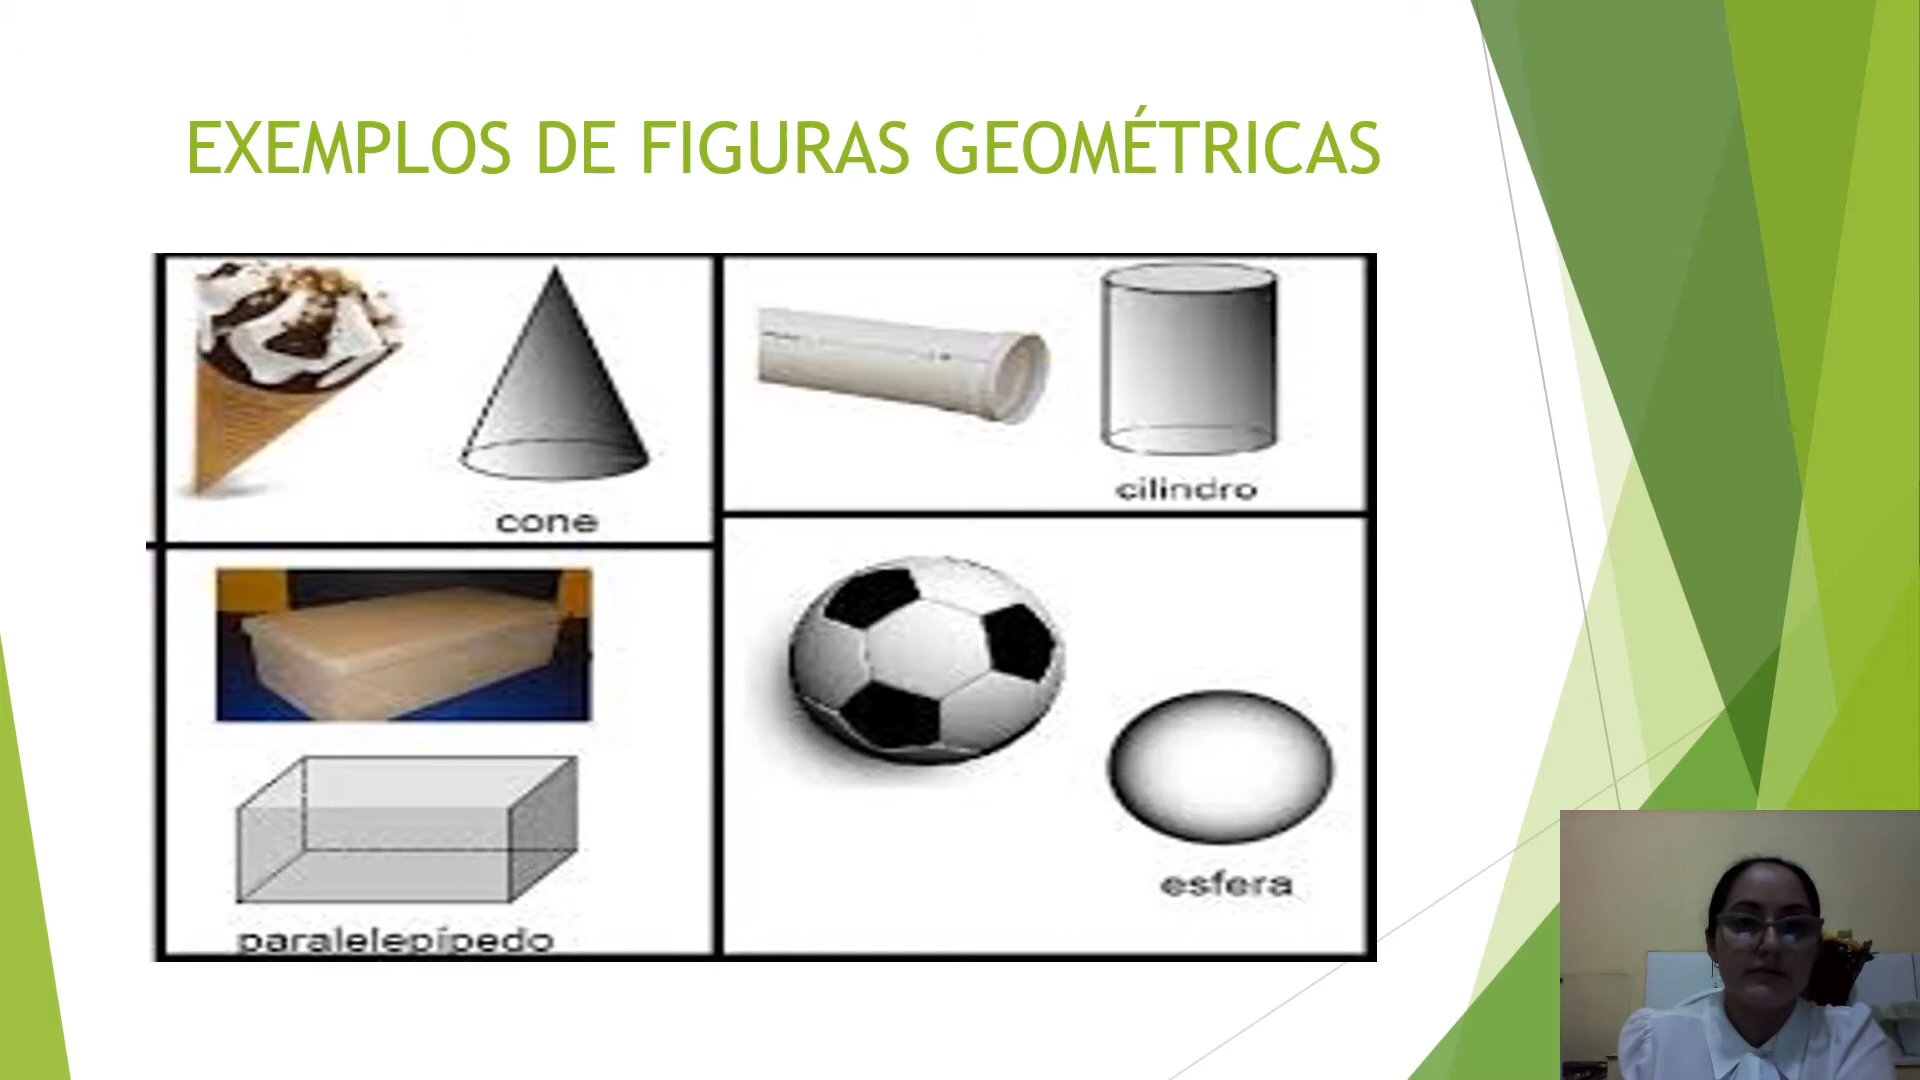 EXEMPLOS DE FIGURAS GEOMÉTRICAS
cone
cilindro
paralelepípedo
esfera